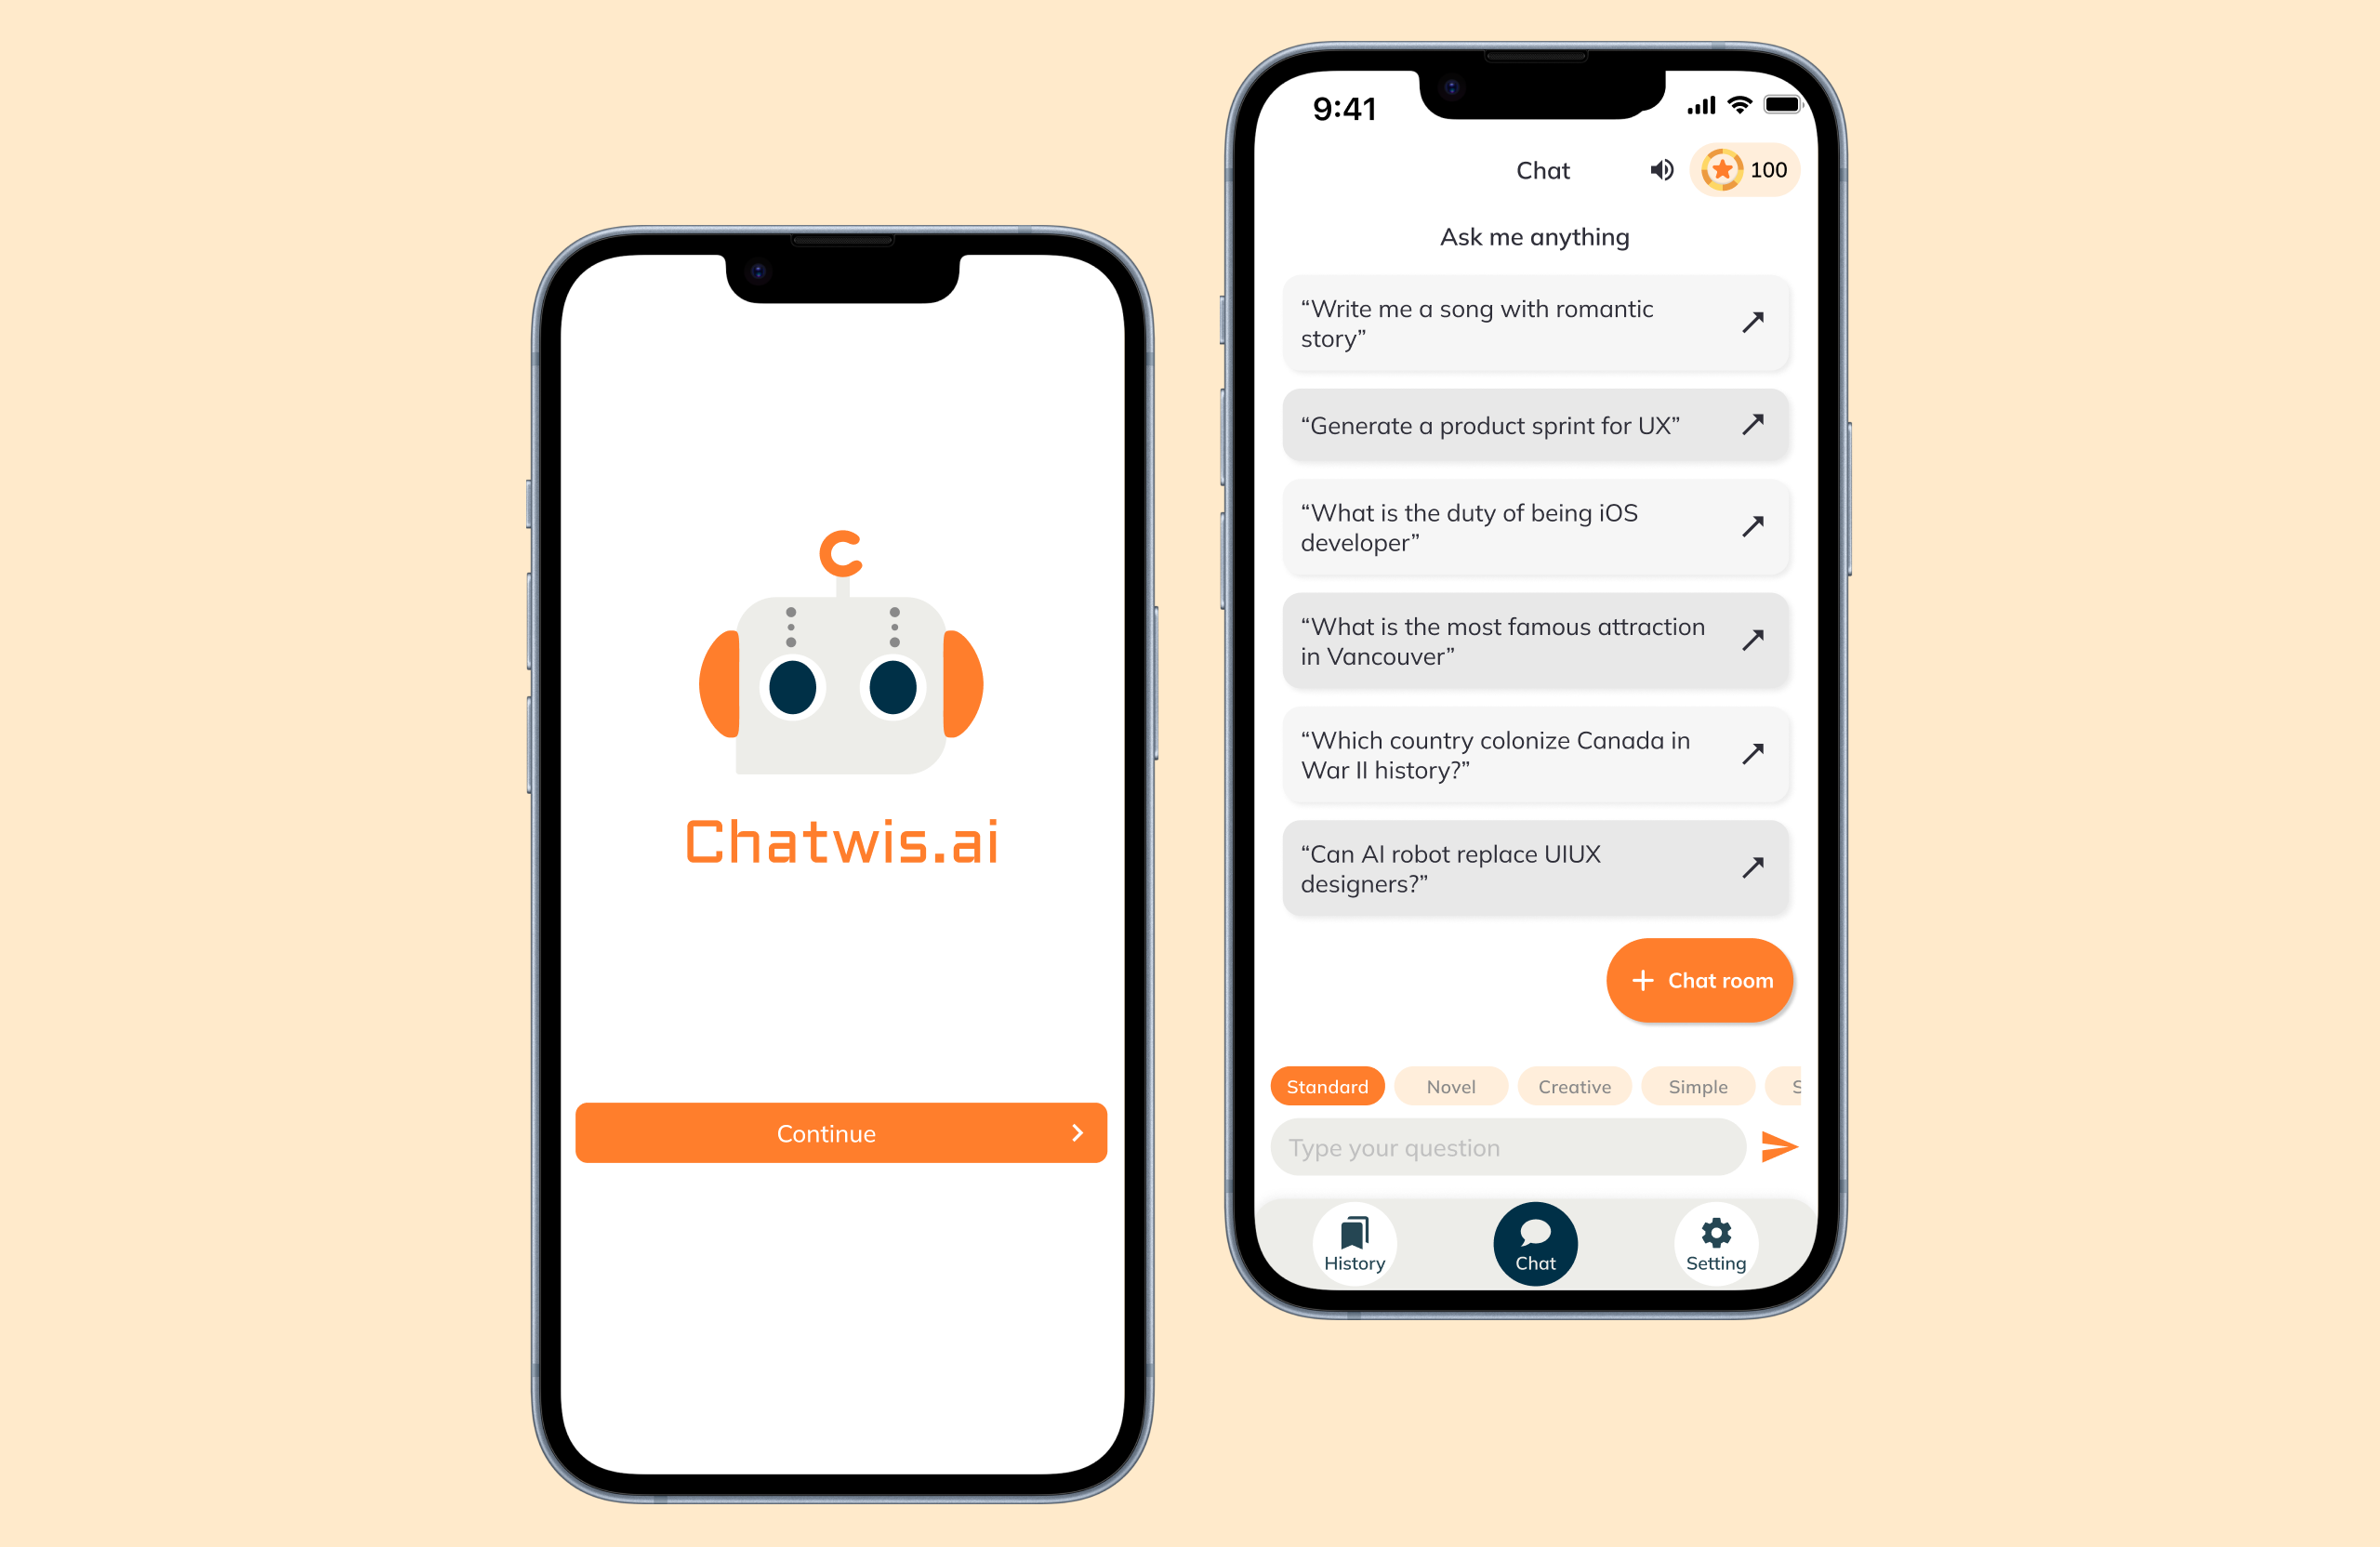 Chatwis.ai
Continue
9:41
Chat
100
Ask me anything
“Write me a song with romantic
story”
“Generate a product sprint for UX”
“What is the duty of being iOS
developer”
“What is the most famous attraction
in Vancouver”
“Which country colonize Canada in
War II history?”
“Can AI robot replace UIUX
designers?”
+ Chat room
Standard
Novel
Creative
Simple
Type your question
History
Chat
Setting